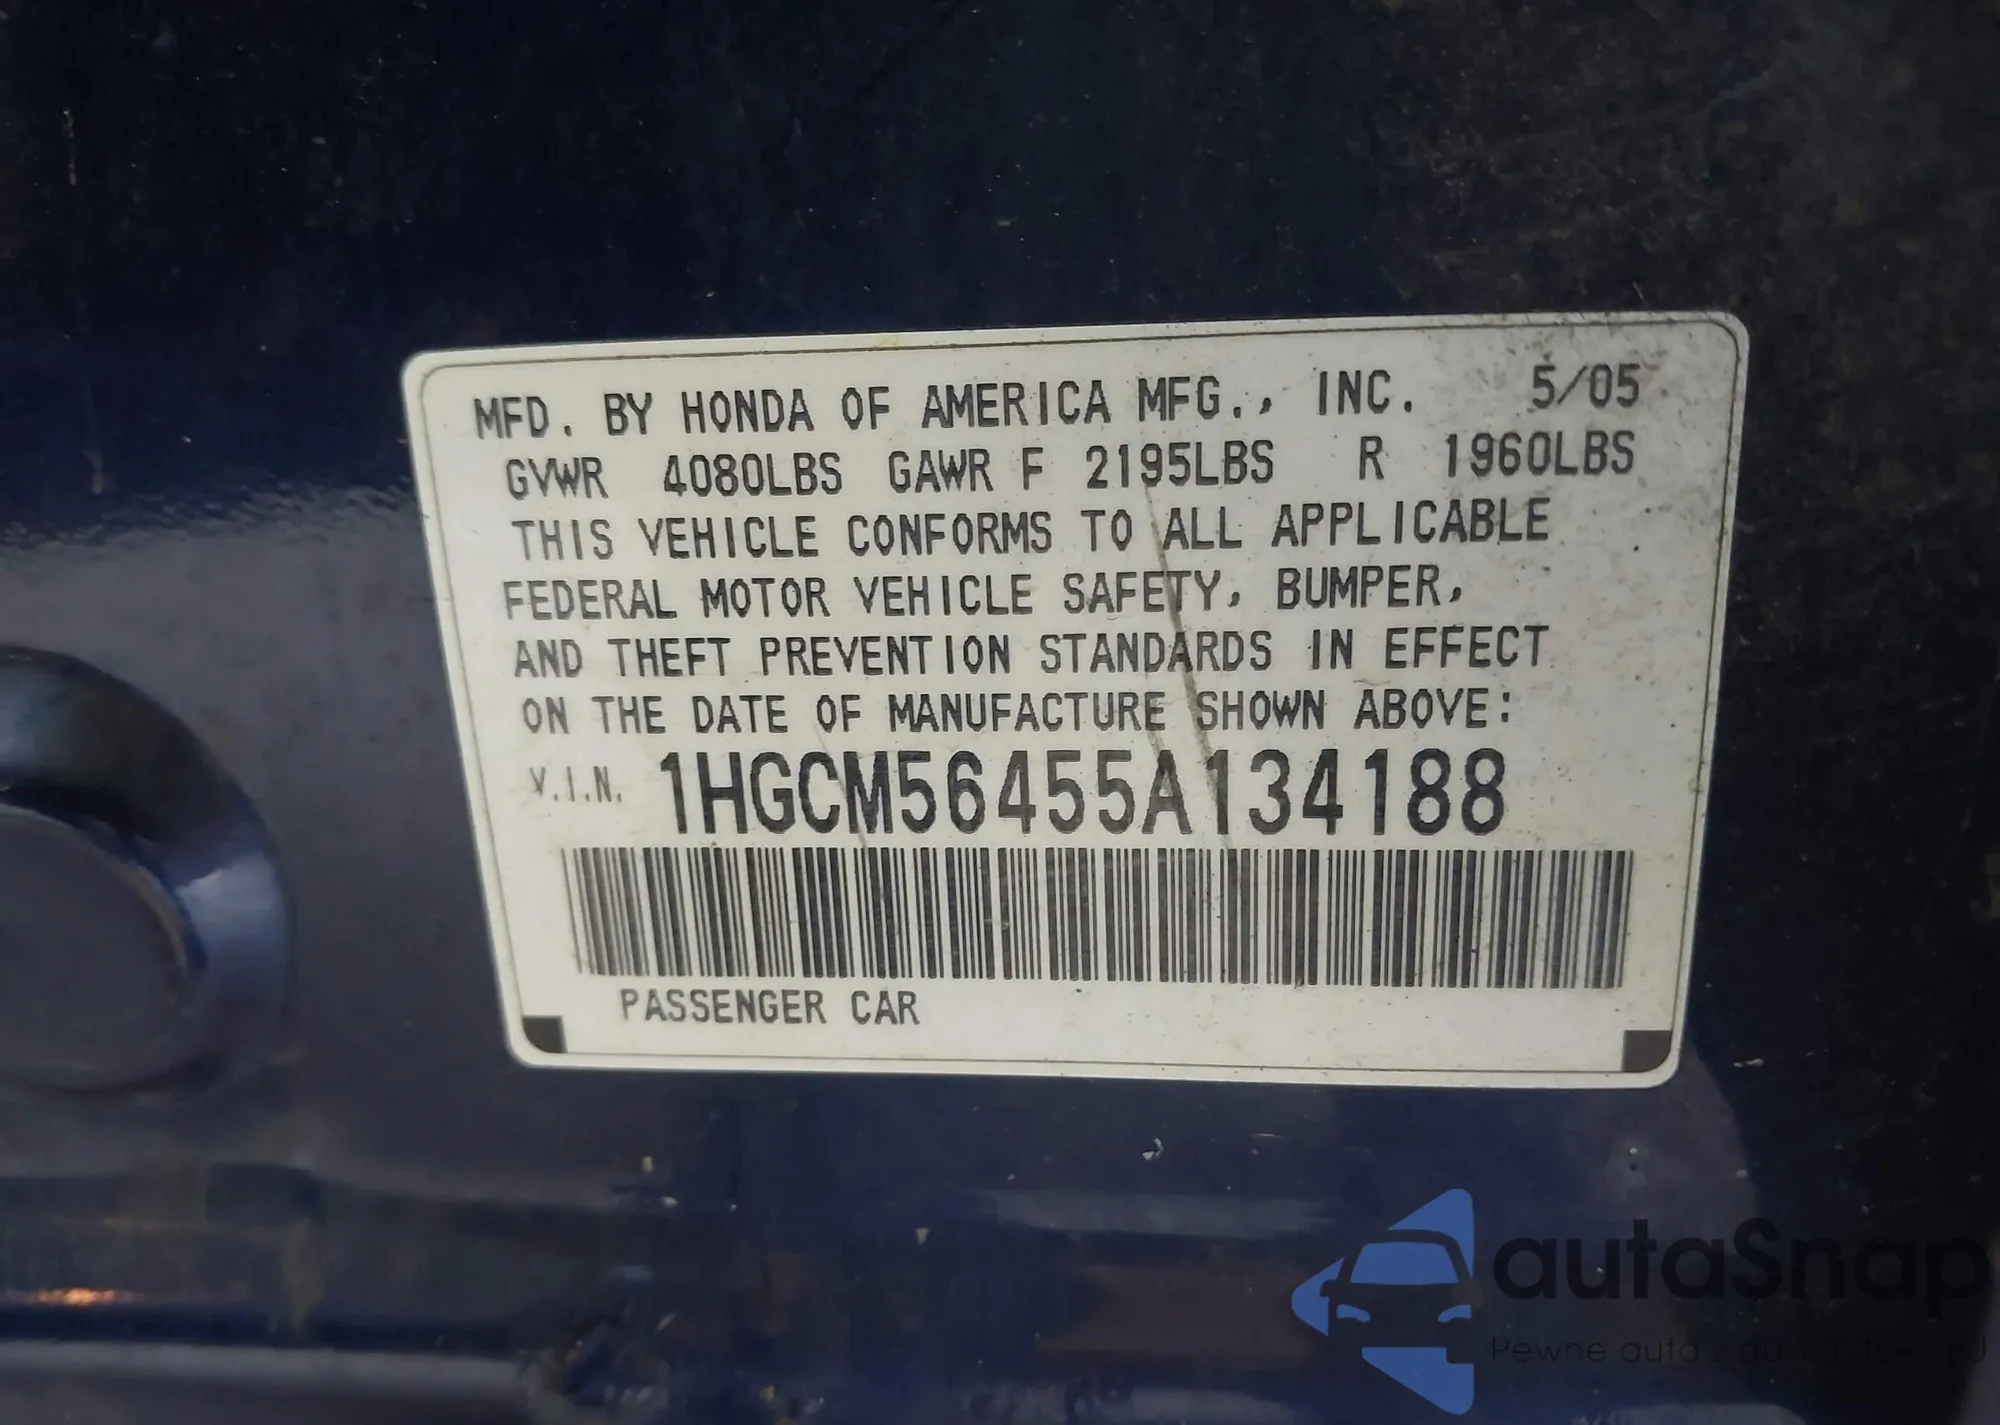 MFD. BY HONDA OF AMERICA MFG., INC. 5/05
GVWR 4080LBS GAWR F 2195LBS R 1960LBS
THIS VEHICLE CONFORMS TO ALL APPLICABLE
FEDERAL MOTOR VEHICLE SAFETY, BUMPER,
AND THEFT PREVENTION STANDARDS IN EFFECT
ON THE DATE OF MANUFACTURE SHOWN ABOVE:
V.I.N. 1HGCM56455A134188
PASSENGER CAR
autaSnap
Pewne auto z